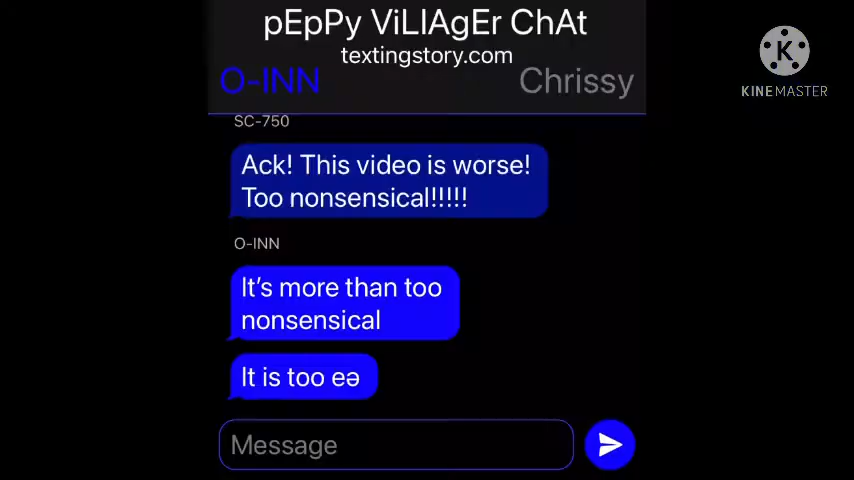 pEpPy ViLlAgEr ChAt
textingstory.com
O-INN
Chrissy
K
KINEMASTER
SC-750
Ack! This video is worse!
Too nonsensical!!!!!
O-INN
It’s more than too
nonsensical
It is too eə
Message